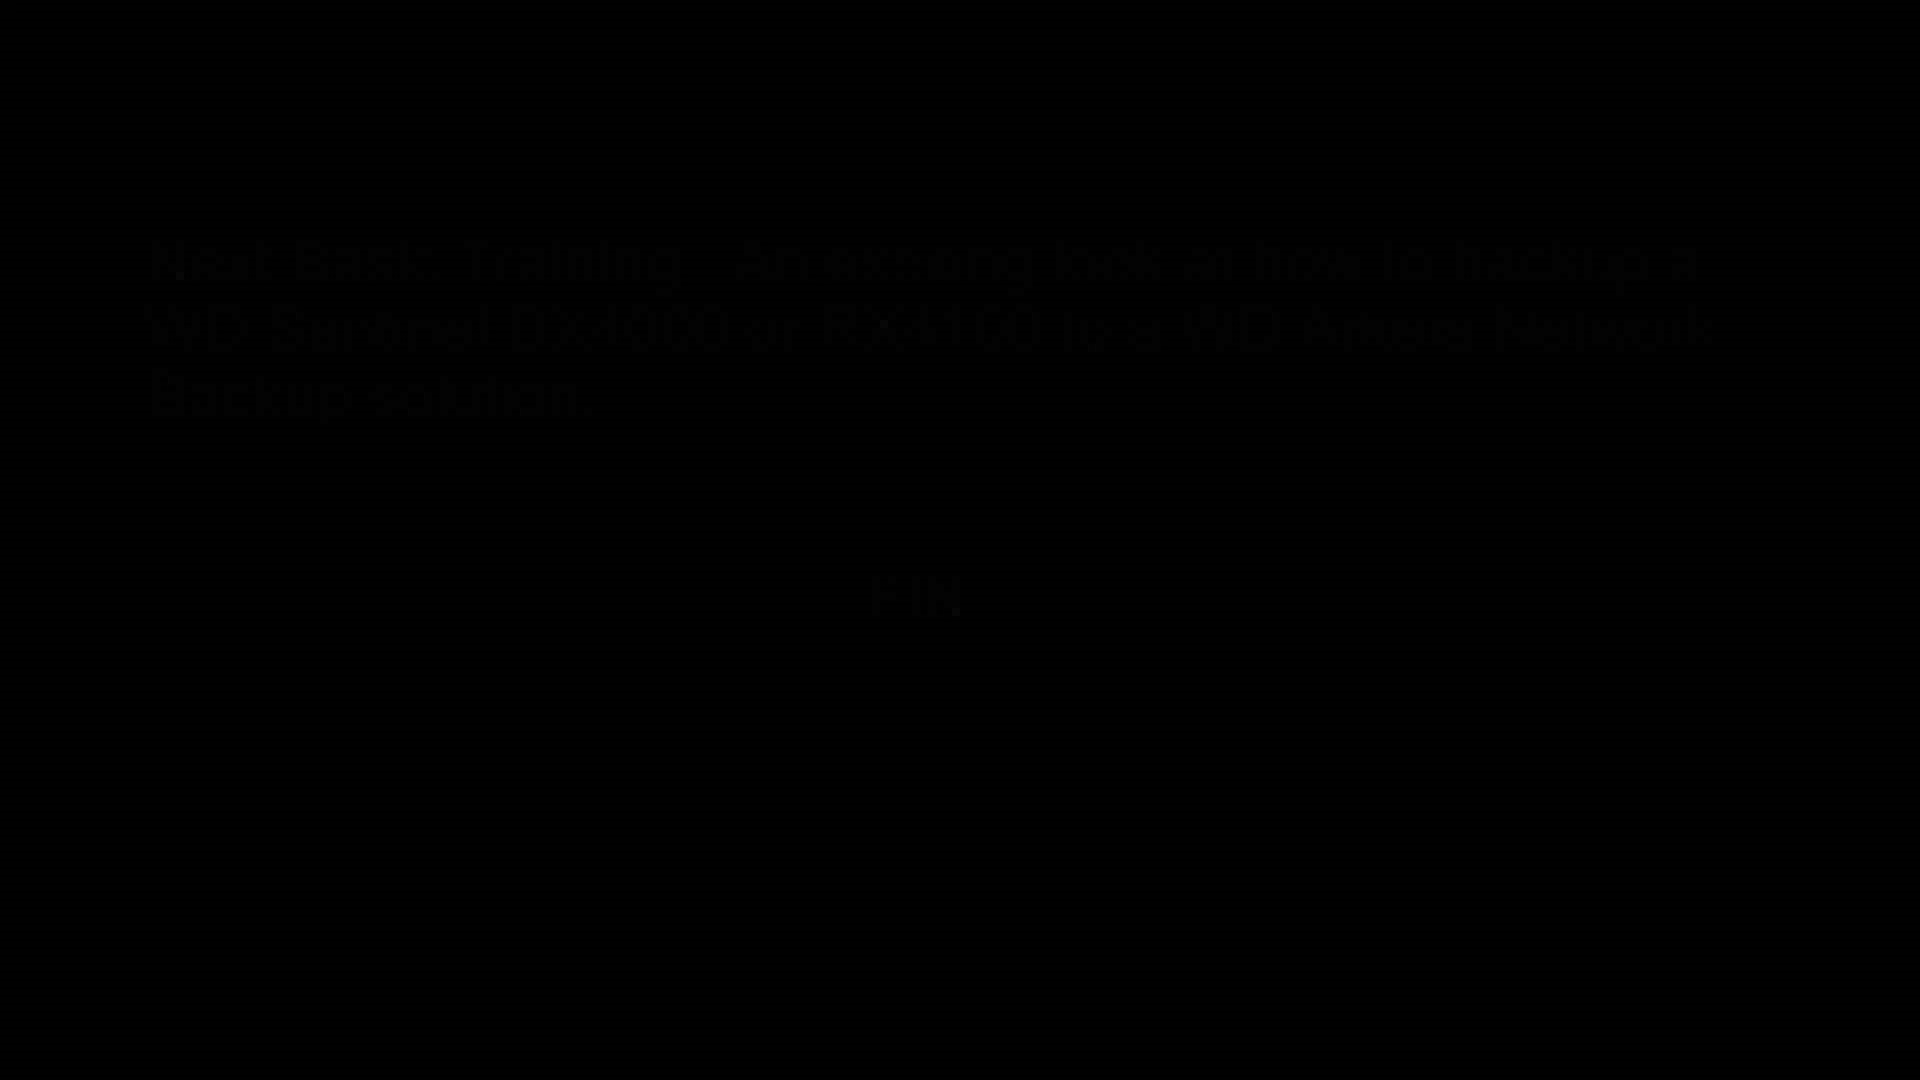 Next Back Training. An exciting look at how to backup a
WD Sentinel DX4000 or RX4100 to a WD Arkeia Network
Backup solution.
FIN